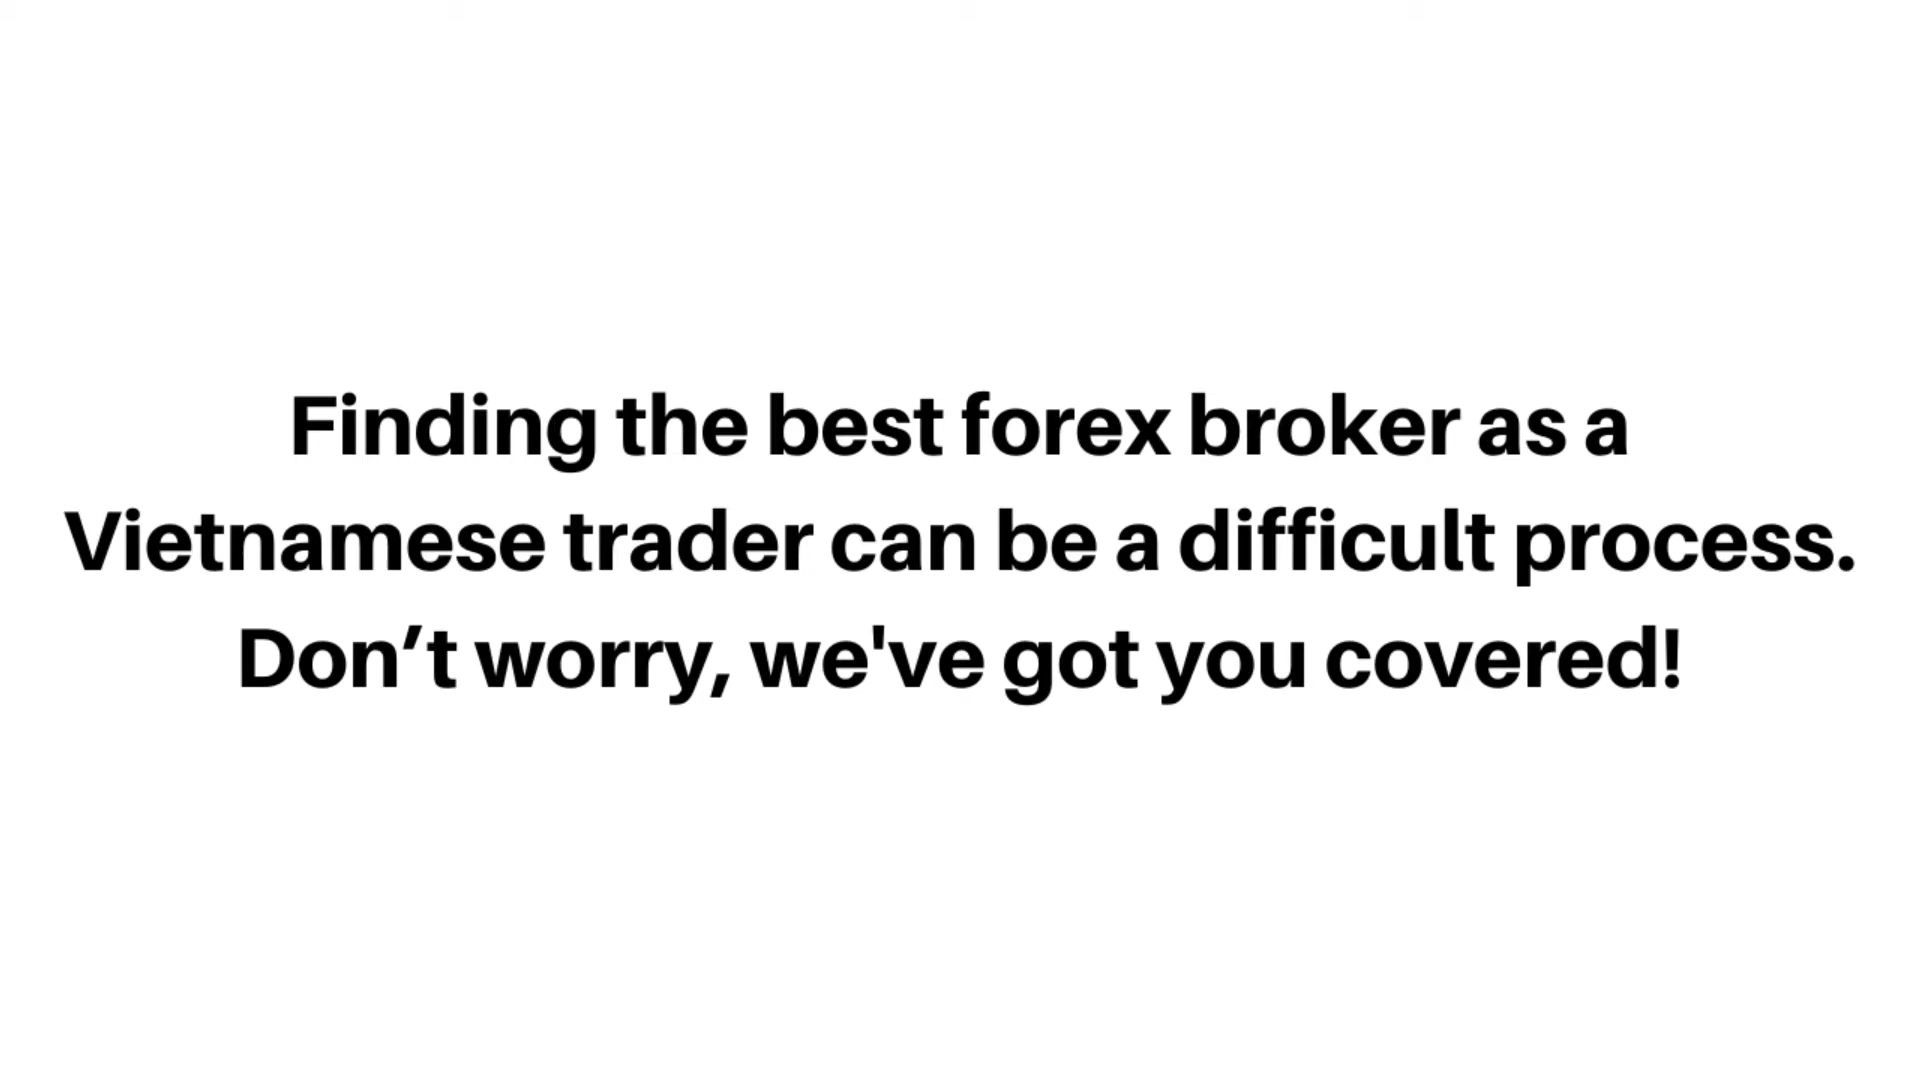 Finding the best forex broker as a
Vietnamese trader can be a difficult process.
Don’t worry, we've got you covered!